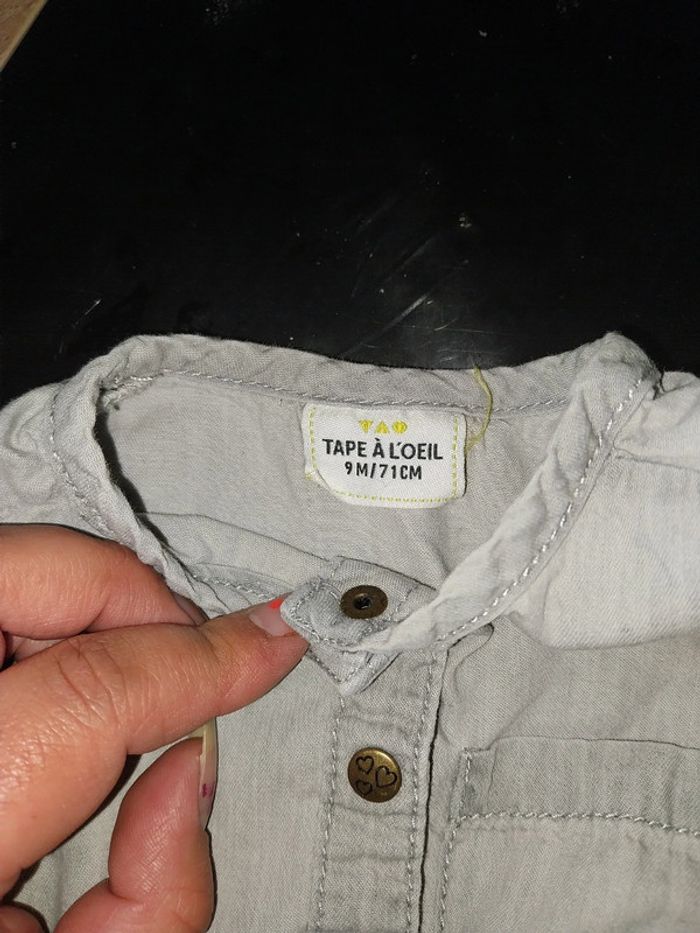 TAO
TAPE À L'OEIL
9M/71CM